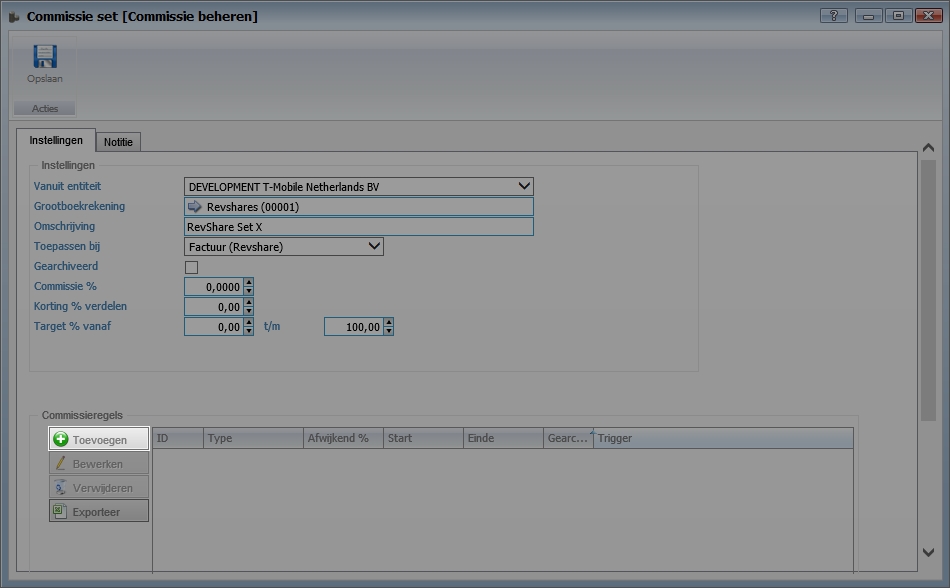 Commissie set [Commissie beheren]
?
Opslaan
Acties
Instellingen
Notitie
Instellingen
Vanuit entiteit DEVELOPMENT T-Mobile Netherlands BV
Grootboekrekening Revshares (00001)
Omschrijving RevShare Set X
Toepassen bij Factuur (Revshare)
Gearchiveerd
Commissie % 0,0000
Korting % verdelen 0,00
Target % vanaf 0,00 t/m 100,00
Commissieregels
Toevoegen
ID Type Afwijkend % Start Einde Gearc... Trigger
Bewerken
Verwijderen
Exporteer